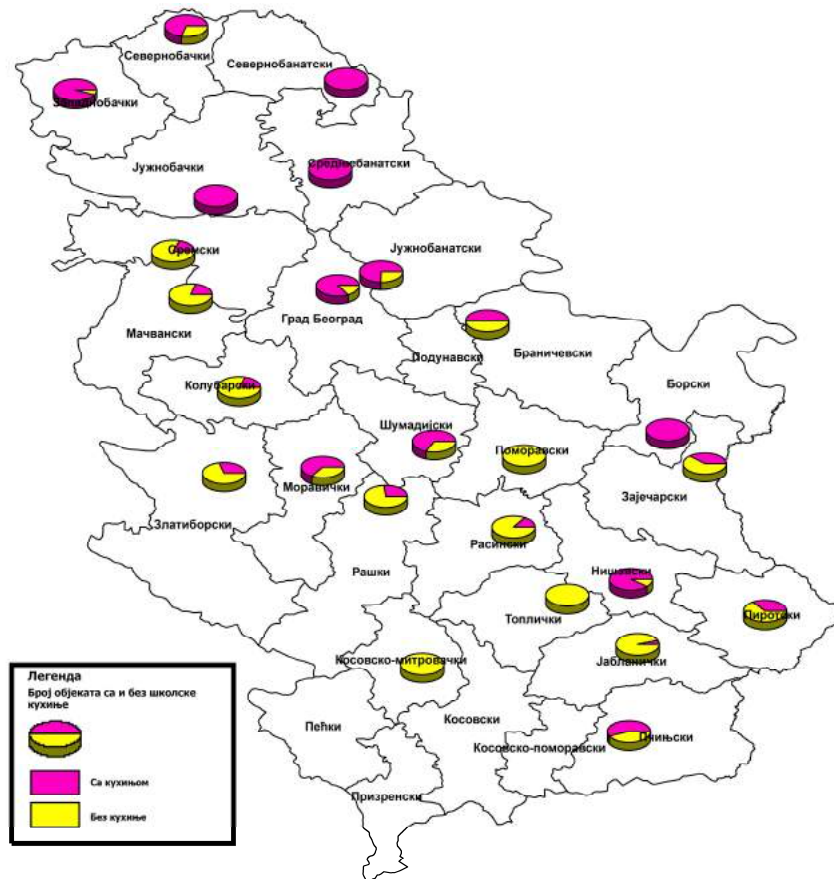 Севернобачки
Севернобанатски
Западнобачки
Јужнобачки
Средњебанатски
Сремски
Јужнобанатски
Мачвански
Град Београд
Подунавски
Браничевски
Борски
Колубарски
Шумадијски
Поморавски
Моравички
Златиборски
Зајечарски
Расински
Рашки
Нишавски
Топлички
Пиротски
Косовско-митровачки
Јабланички
Пећки
Косовски
Косовско-поморавски
Пчињски
Призренски
Легенда
Број објеката са и без школске
кухиње
Са кухињом
Без кухиње